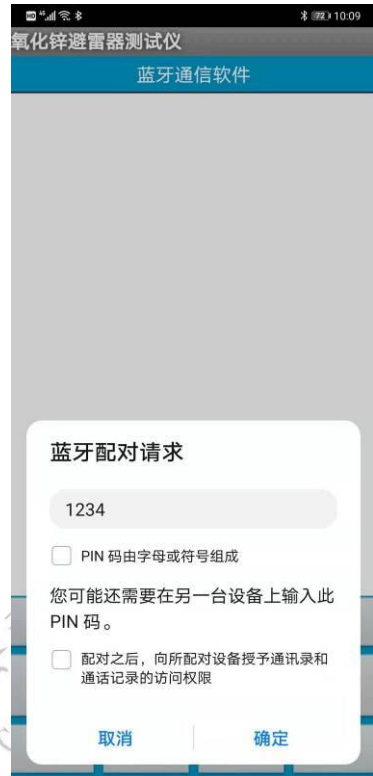 HD 4G 72 10:09
氧化锌避雷器测试仪
蓝牙通信软件
蓝牙配对请求
1234
PIN 码由字母或符号组成
您可能还需要在另一台设备上输入此
PIN 码。
配对之后，向所配对设备授予通讯录和
通话记录的访问权限
取消 确定